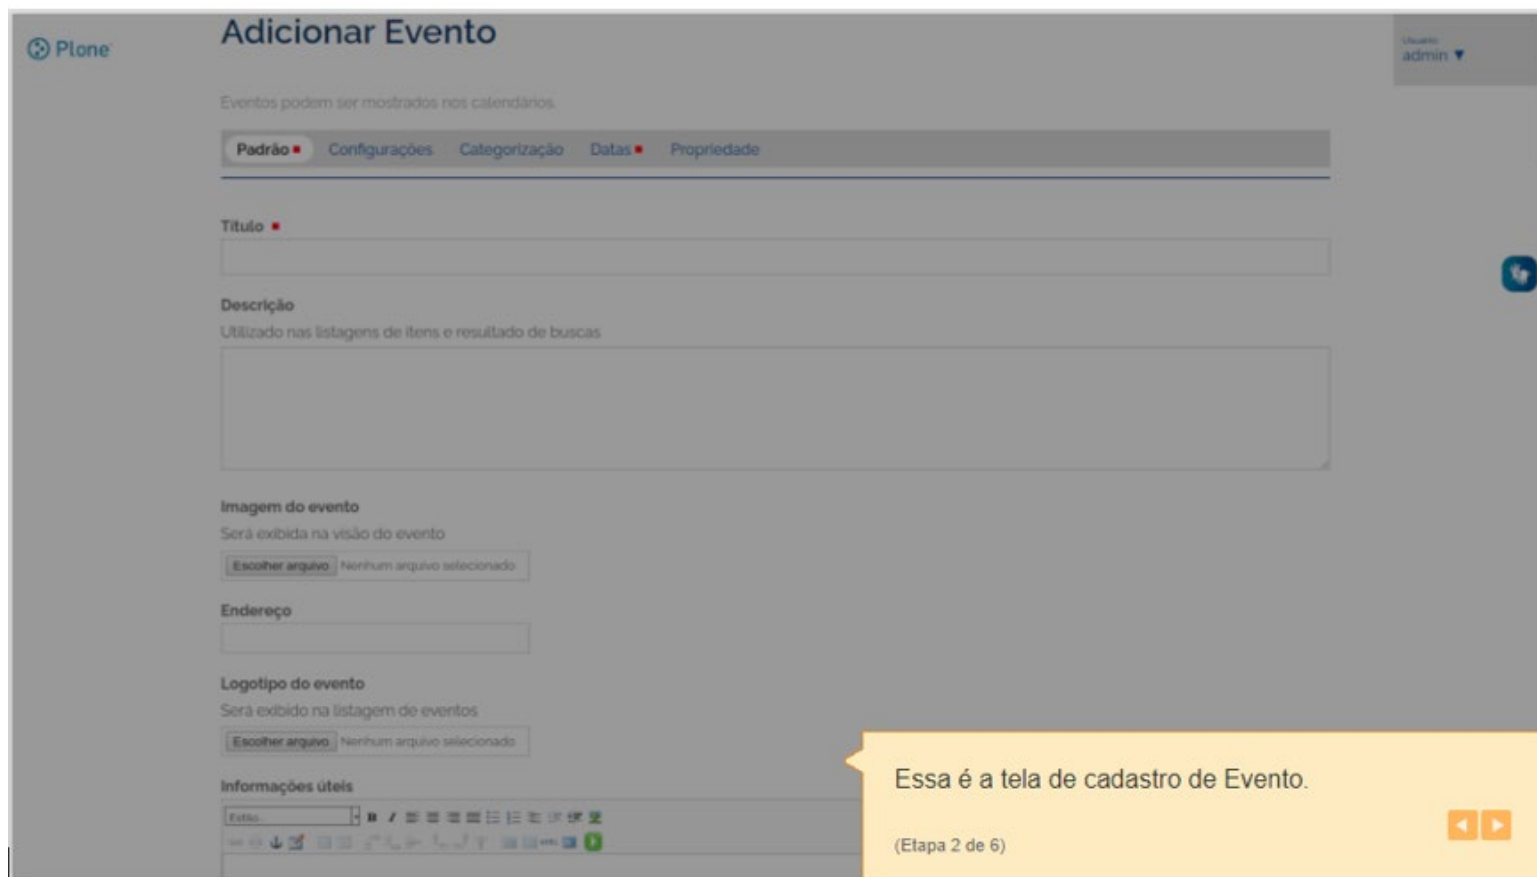 Adicionar Evento
Plone
Usuário
admin ▼
Eventos podem ser mostrados nos calendários.
Padrão Configurações Categorização Datas Propriedade
Título
Descrição
Utilizado nas listagens de itens e resultado de buscas
Imagem do evento
Será exibida na visão do evento
Escolher arquivo Nenhum arquivo selecionado
Endereço
Logotipo do evento
Será exibido na listagem de eventos
Escolher arquivo Nenhum arquivo selecionado
Informações úteis
Estilo...
B I
HTML
Essa é a tela de cadastro de Evento.
(Etapa 2 de 6)